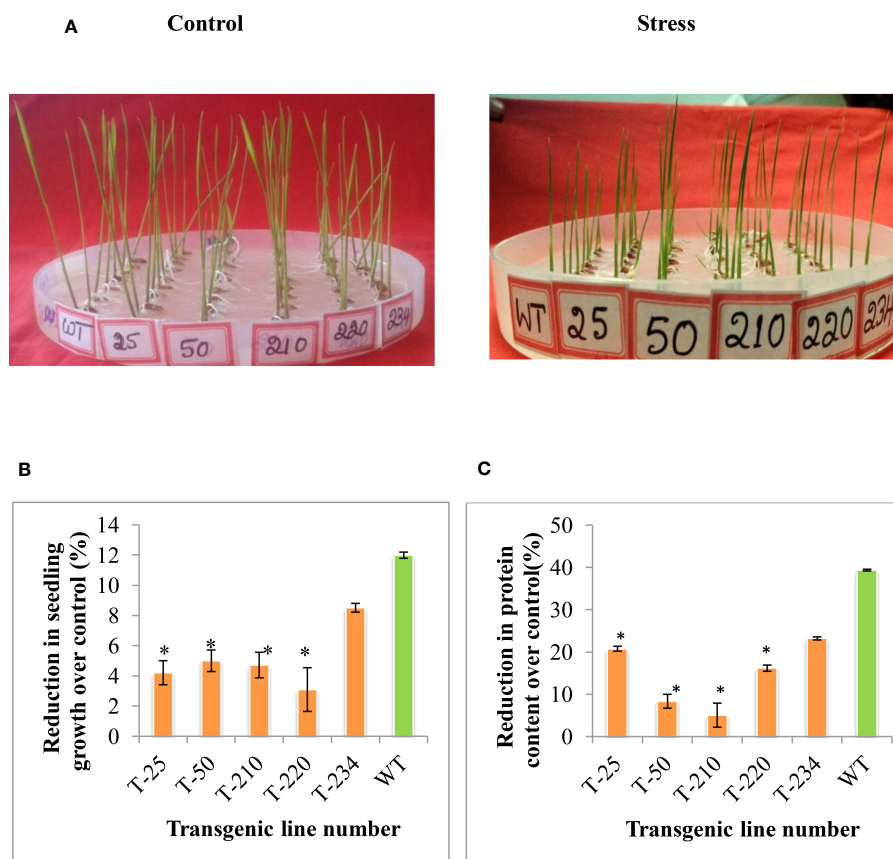 A
Control
Stress
WT
25
50
210
220
234
WT
25
50
210
220
234
B
Reduction in seedling
growth over control (%)
14
12
10
8
6
4
2
0
*
*
*
*
T-25
T-50
T-210
T-220
T-234
WT
Transgenic line number
C
Reduction in protein
content over control(%)
50
40
30
20
10
0
*
*
*
*
T-25
T-50
T-210
T-220
T-234
WT
Transgenic line number